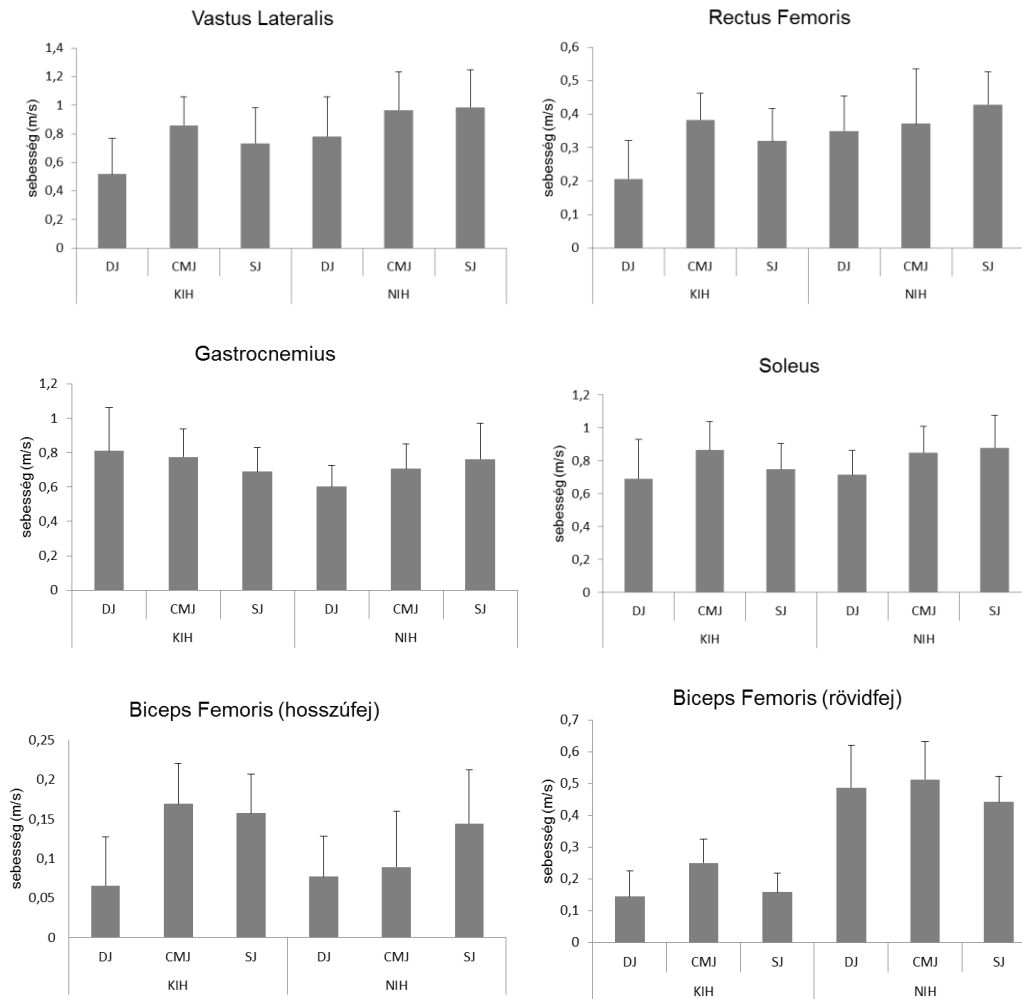 Vastus Lateralis
sebesség (m/s)
1,4
1,2
1
0,8
0,6
0,4
0,2
0
DJ CMJ SJ DJ CMJ SJ
KIH NIH
Rectus Femoris
sebesség (m/s)
0,6
0,5
0,4
0,3
0,2
0,1
0
DJ CMJ SJ DJ CMJ SJ
KIH NIH
Gastrocnemius
sebesség (m/s)
1,2
1
0,8
0,6
0,4
0,2
0
DJ CMJ SJ DJ CMJ SJ
KIH NIH
Soleus
sebesség (m/s)
1,2
1
0,8
0,6
0,4
0,2
0
DJ CMJ SJ DJ CMJ SJ
KIH NIH
Biceps Femoris (hosszúfej)
sebesség (m/s)
0,25
0,2
0,15
0,1
0,05
0
DJ CMJ SJ DJ CMJ SJ
KIH NIH
Biceps Femoris (rövidfej)
sebesség (m/s)
0,7
0,6
0,5
0,4
0,3
0,2
0,1
0
DJ CMJ SJ DJ CMJ SJ
KIH NIH